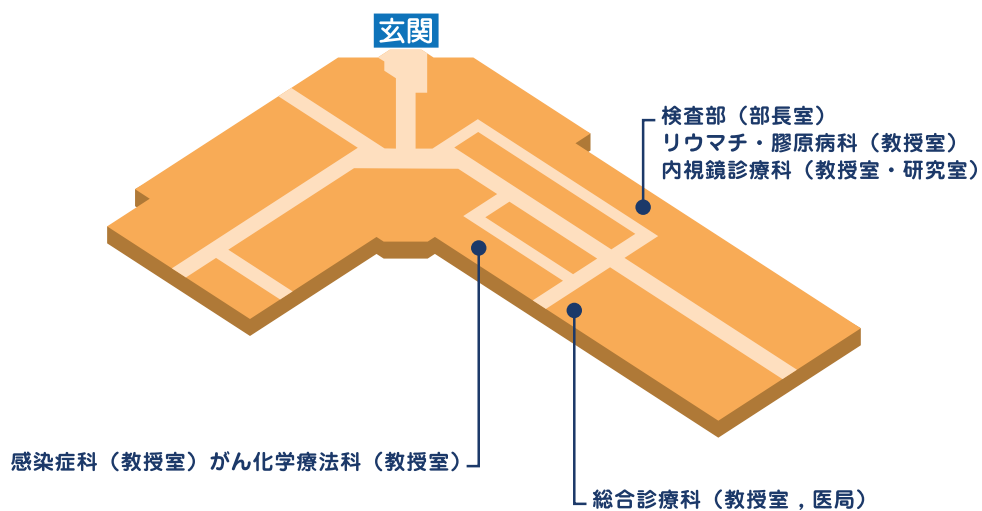 玄関
検査部（部長室）
リウマチ・膠原病科（教授室）
内視鏡診療科（教授室・研究室）
感染症科（教授室）がん化学療法科（教授室）
総合診療科（教授室 , 医局）